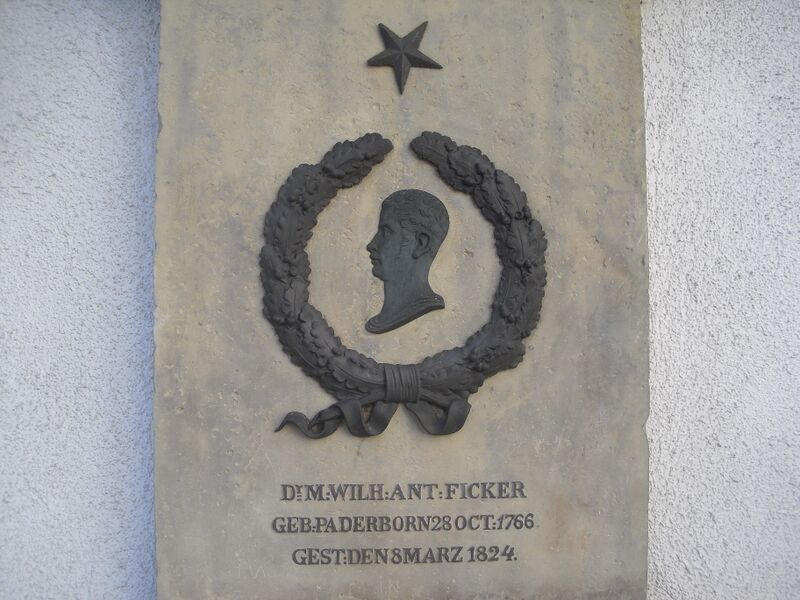 Dr M:WILH:ANT:FICKER
GEB:PADERBORN 28 OCT:1766
GEST:DEN 8 MARZ 1824.